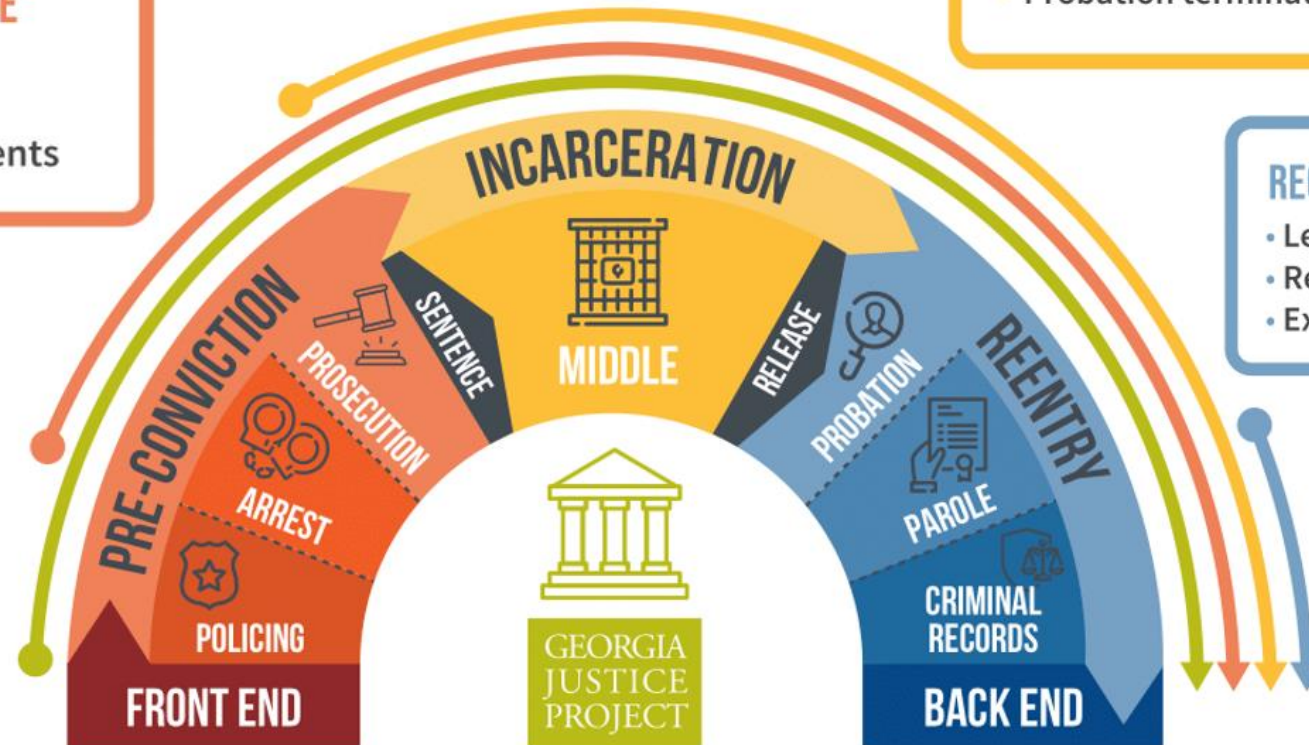 ents
INCARCERATION
PRE-CONVICTION
SENTENCE
MIDDLE
RELEASE
PROSECUTION
PROBATION
REENTRY
ARREST
PAROLE
POLICING
CRIMINAL
RECORDS
GEORGIA
JUSTICE
PROJECT
FRONT END
BACK END